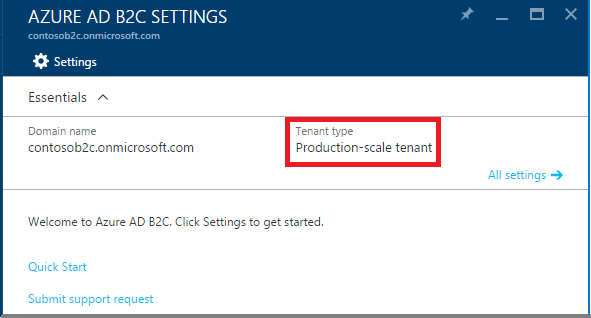 AZURE AD B2C SETTINGS
contosob2c.onmicrosoft.com
Settings
Essentials
Domain name
contosob2c.onmicrosoft.com
Tenant type
Production-scale tenant
All settings
Welcome to Azure AD B2C. Click Settings to get started.
Quick Start
Submit support request